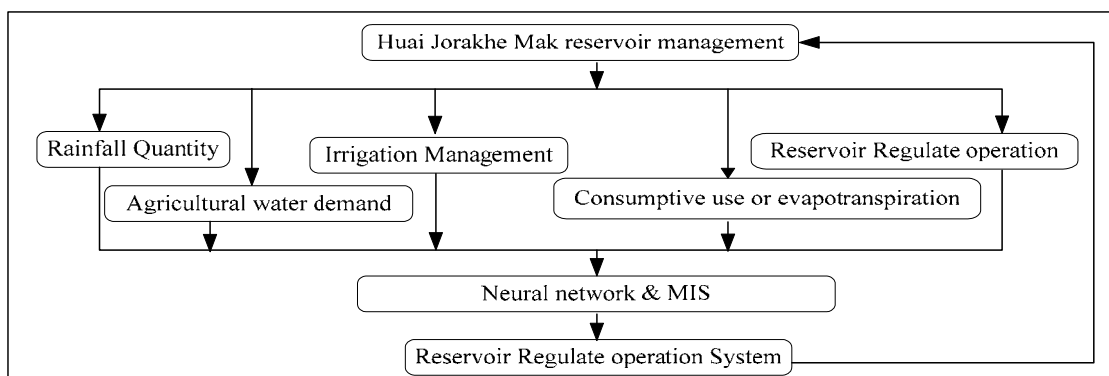 Huai Jorakhe Mak reservoir management
Rainfall Quantity
Irrigation Management
Reservoir Regulate operation
Agricultural water demand
Consumptive use or evapotranspiration
Neural network & MIS
Reservoir Regulate operation System